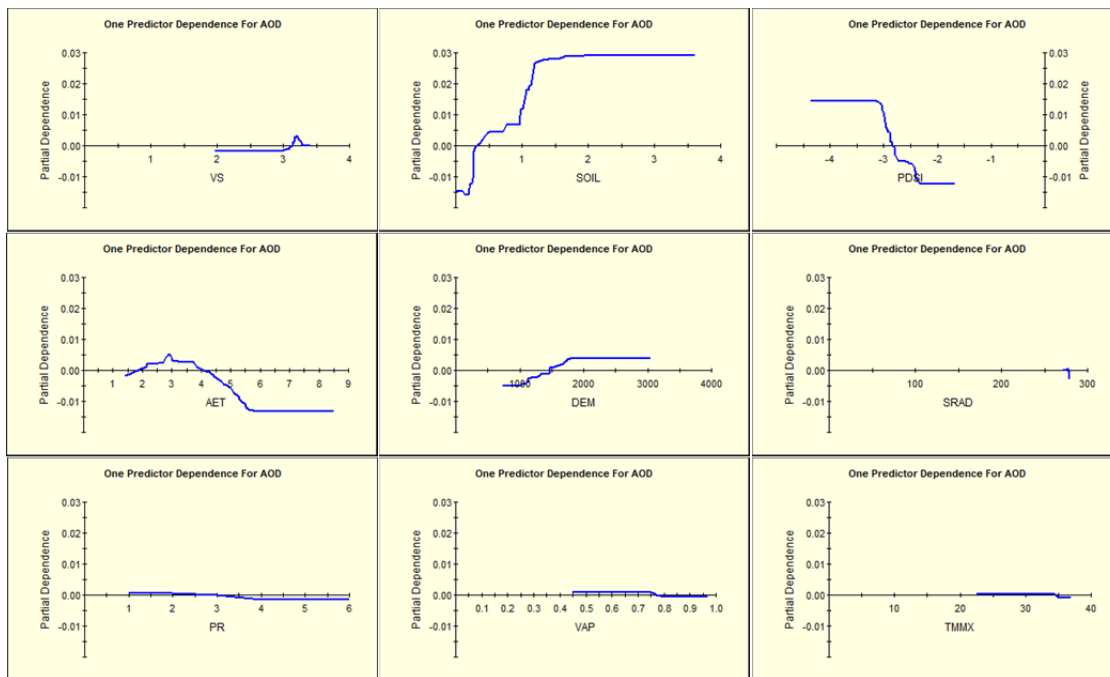 One Predictor Dependence For AOD
Partial Dependence
0.03
0.02
0.01
0.00
-0.01
1 2 3 4
VS
One Predictor Dependence For AOD
Partial Dependence
0.03
0.02
0.01
0.00
-0.01
1 2 3 4
SOIL
One Predictor Dependence For AOD
Partial Dependence
0.03
0.02
0.01
0.00
-0.01
-4 -3 -2 -1
PDSI
One Predictor Dependence For AOD
Partial Dependence
0.03
0.02
0.01
0.00
-0.01
1 2 3 4 5 6 7 8 9
AET
One Predictor Dependence For AOD
Partial Dependence
0.03
0.02
0.01
0.00
-0.01
1000 2000 3000 4000
DEM
One Predictor Dependence For AOD
Partial Dependence
0.03
0.02
0.01
0.00
-0.01
100 200 300
SRAD
One Predictor Dependence For AOD
Partial Dependence
0.03
0.02
0.01
0.00
-0.01
1 2 3 4 5 6
PR
One Predictor Dependence For AOD
Partial Dependence
0.03
0.02
0.01
0.00
-0.01
0.1 0.2 0.3 0.4 0.5 0.6 0.7 0.8 0.9 1.0
VAP
One Predictor Dependence For AOD
Partial Dependence
0.03
0.02
0.01
0.00
-0.01
10 20 30 40
TMMX